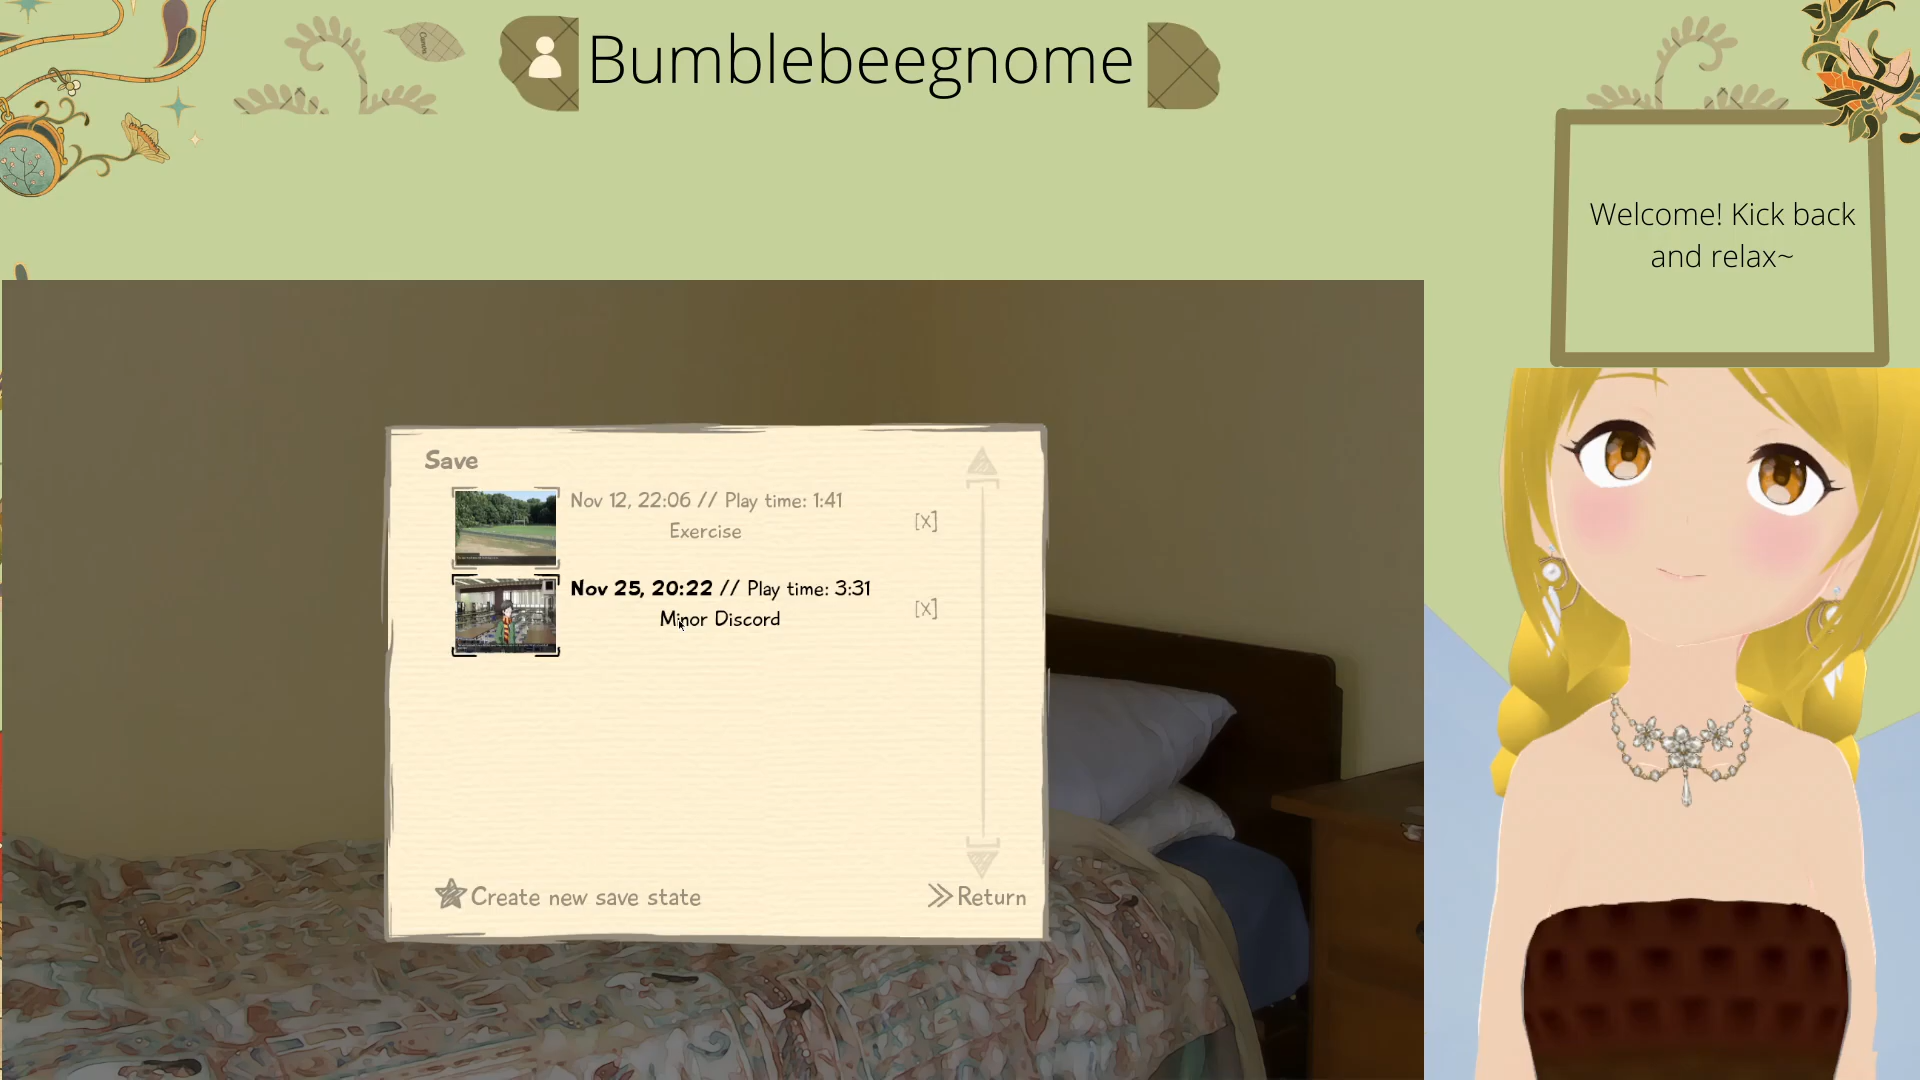 Bumblebeegnome
Canva
Welcome! Kick back
and relax~
Save
Nov 12, 22:06 // Play time: 1:41
Exercise
[X]
Nov 25, 20:22 // Play time: 3:31
Minor Discord
[X]
Create new save state
Return